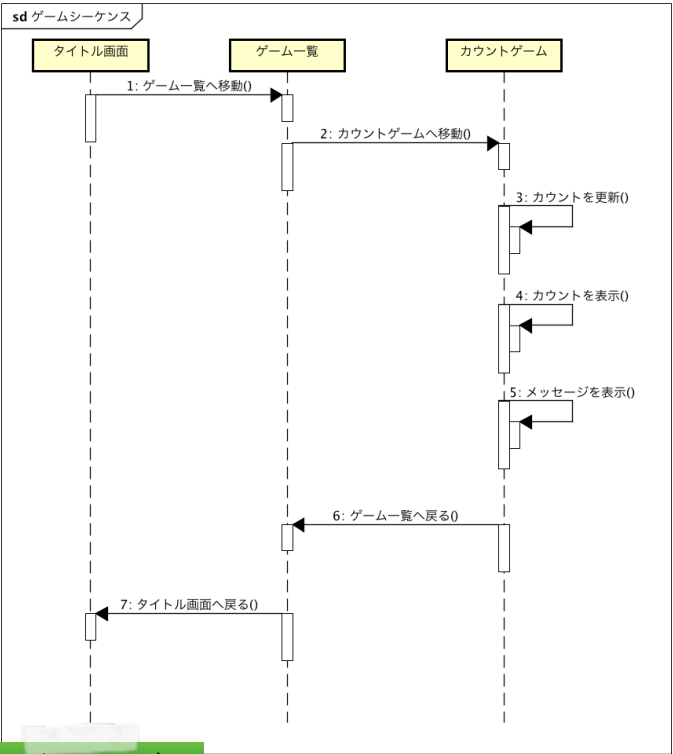 sd ゲームシーケンス
タイトル画面
ゲーム一覧
カウントゲーム
1: ゲーム一覧へ移動()
2: カウントゲームへ移動()
3: カウントを更新()
4: カウントを表示()
5: メッセージを表示()
6: ゲーム一覧へ戻る()
7: タイトル画面へ戻る()